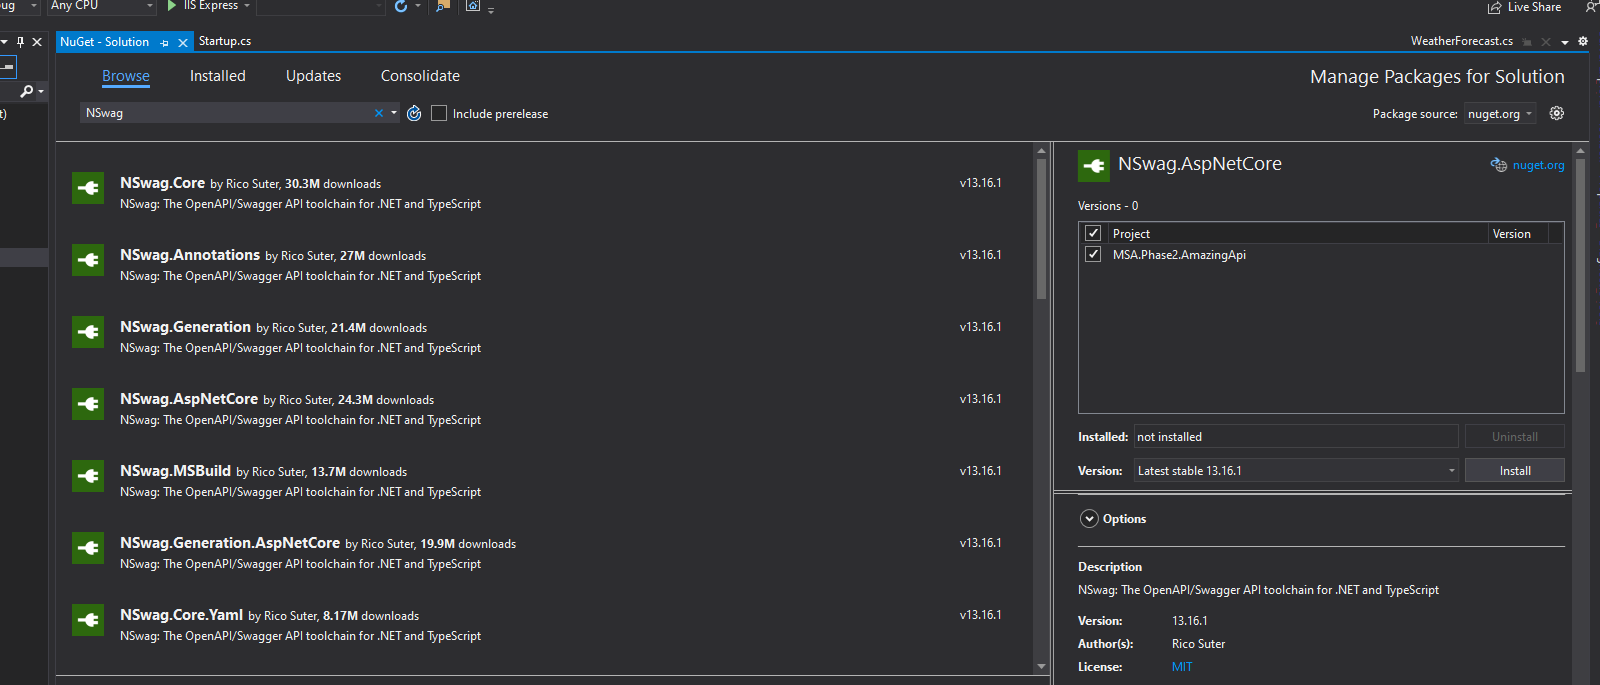 ug Any CPU IIS Express Live Share
NuGet - Solution Startup.cs WeatherForecast.cs
Browse Installed Updates Consolidate Manage Packages for Solution
NSwag Include prerelease Package source: nuget.org
t)
NSwag.Core by Rico Suter, 30.3M downloads v13.16.1
NSwag: The OpenAPI/Swagger API toolchain for .NET and TypeScript
NSwag.Annotations by Rico Suter, 27M downloads v13.16.1
NSwag: The OpenAPI/Swagger API toolchain for .NET and TypeScript
NSwag.Generation by Rico Suter, 21.4M downloads v13.16.1
NSwag: The OpenAPI/Swagger API toolchain for .NET and TypeScript
NSwag.AspNetCore by Rico Suter, 24.3M downloads v13.16.1
NSwag: The OpenAPI/Swagger API toolchain for .NET and TypeScript
NSwag.MSBuild by Rico Suter, 13.7M downloads v13.16.1
NSwag: The OpenAPI/Swagger API toolchain for .NET and TypeScript
NSwag.Generation.AspNetCore by Rico Suter, 19.9M downloads v13.16.1
NSwag: The OpenAPI/Swagger API toolchain for .NET and TypeScript
NSwag.Core.Yaml by Rico Suter, 8.17M downloads v13.16.1
NSwag: The OpenAPI/Swagger API toolchain for .NET and TypeScript
NSwag.AspNetCore nuget.org
Versions - 0
Project Version
MSA.Phase2.AmazingApi
Installed: not installed Uninstall
Version: Latest stable 13.16.1 Install
Options
Description
NSwag: The OpenAPI/Swagger API toolchain for .NET and TypeScript
Version: 13.16.1
Author(s): Rico Suter
License: MIT